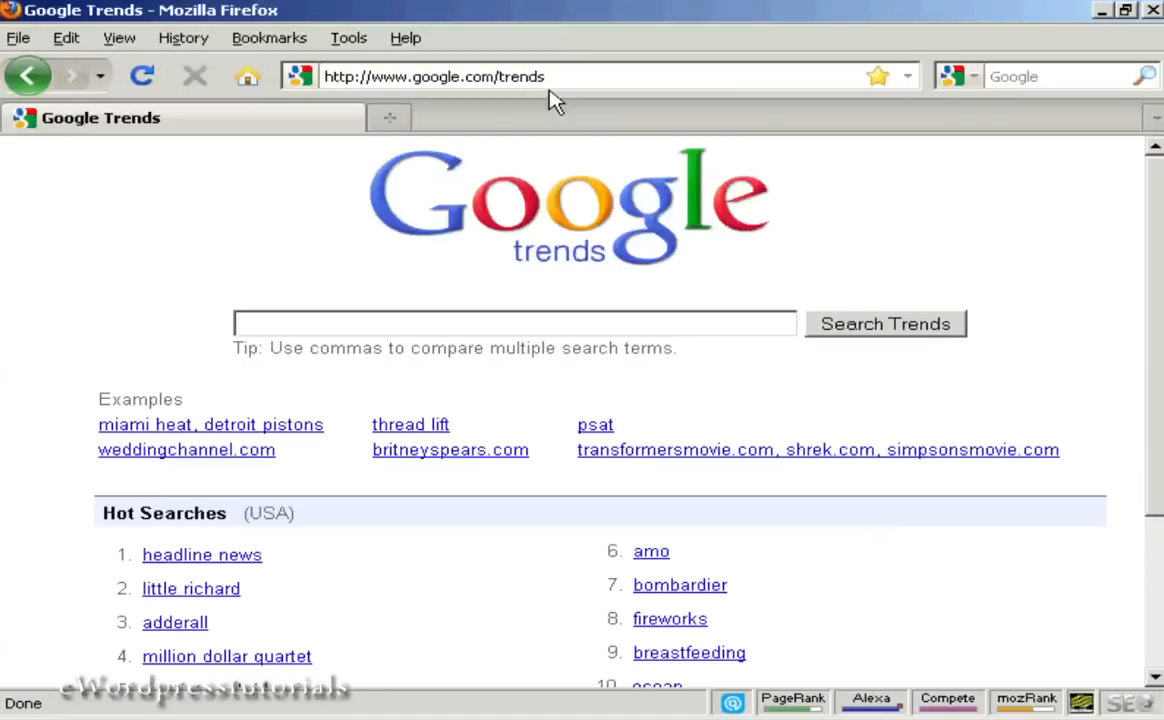 Google Trends - Mozilla Firefox
File Edit View History Bookmarks Tools Help
http://www.google.com/trends Google
Google Trends
Google
trends
Search Trends
Tip: Use commas to compare multiple search terms.
Examples
miami heat, detroit pistons thread lift psat
weddingchannel.com britneyspears.com transformersmovie.com, shrek.com, simpsonsmovie.com
Hot Searches (USA)
1. headline news
2. little richard
3. adderall
4. million dollar quartet
6. amo
7. bombardier
8. fireworks
9. breastfeeding
eWordpresstutorials
Done PageRank Alexa Compete mozRank SEO